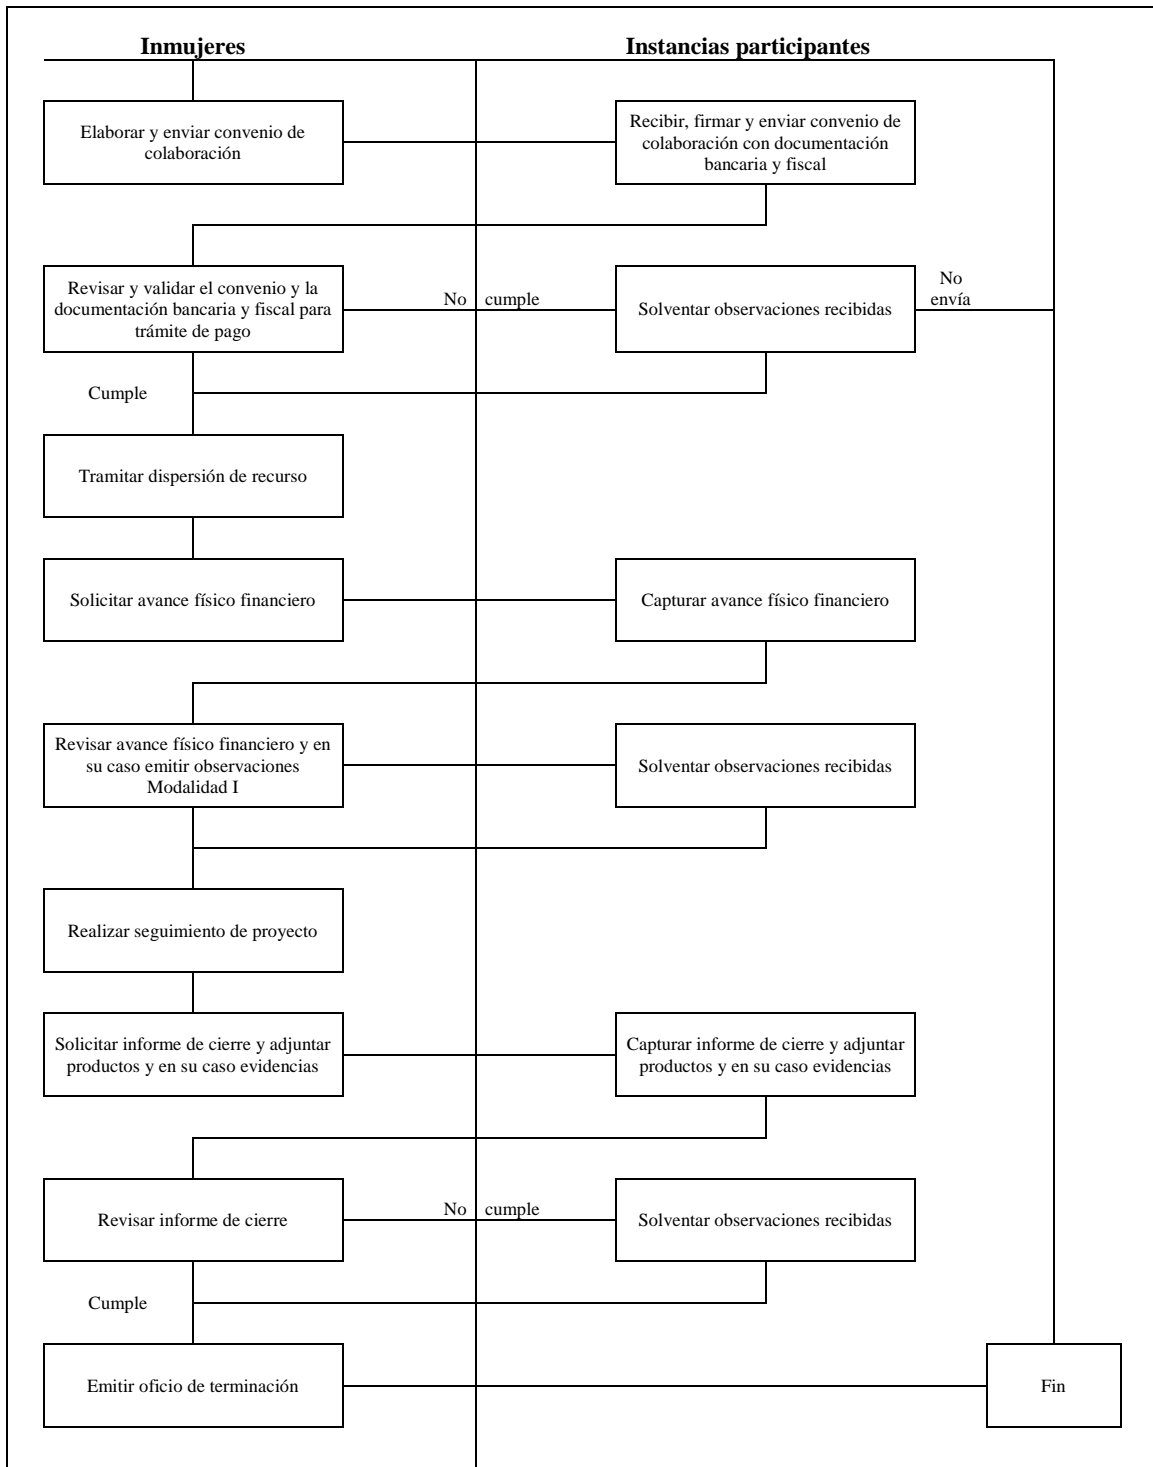 Inmujeres
Instancias participantes
Elaborar y enviar convenio de
colaboración
Recibir, firmar y enviar convenio de
colaboración con documentación
bancaria y fiscal
Revisar y validar el convenio y la
documentación bancaria y fiscal para
trámite de pago
No cumple
Solventar observaciones recibidas
No
envía
Cumple
Tramitar dispersión de recurso
Solicitar avance físico financiero
Capturar avance físico financiero
Revisar avance físico financiero y en
su caso emitir observaciones
Modalidad I
Solventar observaciones recibidas
Realizar seguimiento de proyecto
Solicitar informe de cierre y adjuntar
productos y en su caso evidencias
Capturar informe de cierre y adjuntar
productos y en su caso evidencias
Revisar informe de cierre
No cumple
Solventar observaciones recibidas
Cumple
Emitir oficio de terminación
Fin